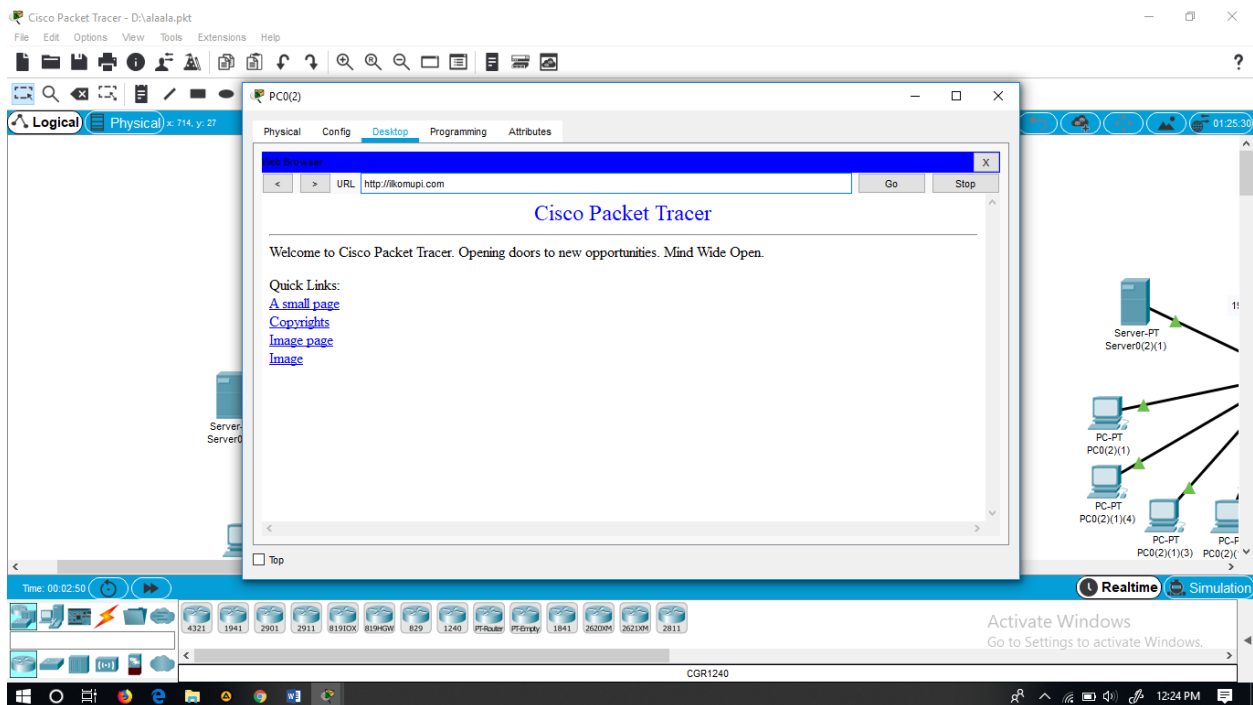 Cisco Packet Tracer - D:\alaala.pkt
File Edit Options View Tools Extensions Help
?
PC0(2)
Logical Physical x: 714, y: 27
01:25:30
Physical Config Desktop Programming Attributes
Web Browser
X
< > URL http://ilkomupi.com Go Stop
Cisco Packet Tracer
Welcome to Cisco Packet Tracer. Opening doors to new opportunities. Mind Wide Open.
Quick Links:
A small page
Copyrights
Image page
Image
Top
Server-
Server0
19
Server-PT
Server0(2)(1)
PC-PT
PC0(2)(1)
PC-PT
PC0(2)(1)(4)
PC-PT
PC0(2)(1)(3)
PC-P
PC0(2)(
Time: 00:02:50
Realtime Simulation
4321 1941 2901 2911 819IOX 819HGW 829 1240 PT-Router PT-Empty 1841 2620XM 2621XM 2811
CGR1240
Activate Windows
Go to Settings to activate Windows.
12:24 PM